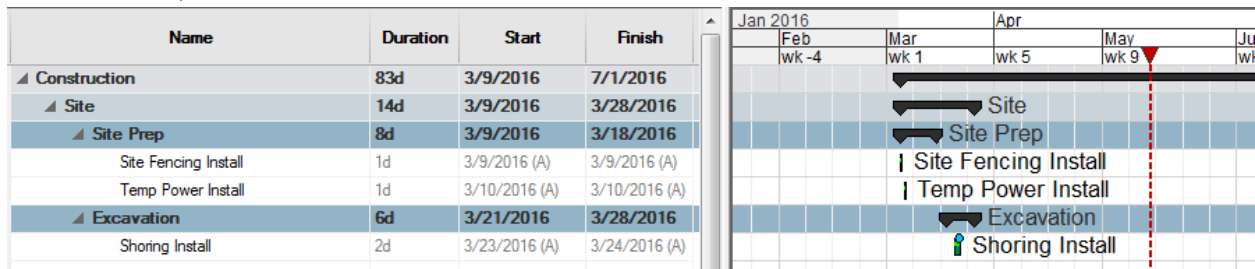 Jan 2016 Apr
Name Duration Start Finish Feb Mar May
wk -4 wk 1 wk 5 wk 9
Construction 83d 3/9/2016 7/1/2016
Site 14d 3/9/2016 3/28/2016 Site
Site Prep 8d 3/9/2016 3/18/2016 Site Prep
Site Fencing Install 1d 3/9/2016 (A) 3/9/2016 (A) Site Fencing Install
Temp Power Install 1d 3/10/2016 (A) 3/10/2016 (A) Temp Power Install
Excavation 6d 3/21/2016 3/28/2016 Excavation
Shoring Install 2d 3/23/2016 (A) 3/24/2016 (A) Shoring Install